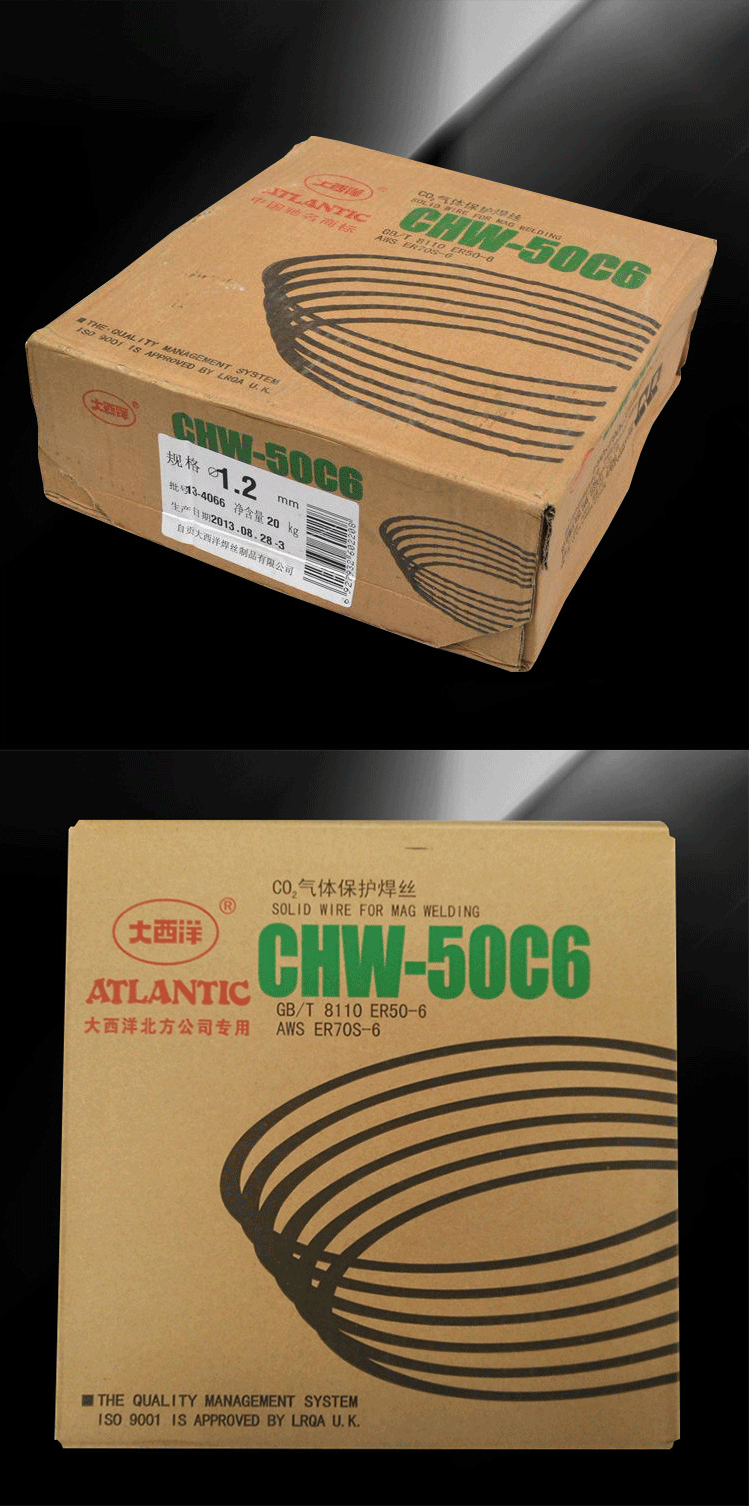 大西洋
®
ATLANTIC
中国驰名商标
CO₂气体保护焊丝
SOLID WIRE FOR MAG WELDING
CHW-50C6
GB/T 8110 ER50-6
AWS ER70S-6
■THE QUALITY MANAGEMENT SYSTEM
ISO 9001 IS APPROVED BY LRQA U.K.
大西洋
®
CHW-50C6
规格 ⌀1.2 mm
批号13-4066 净含量20 kg
生产日期2013.08.28-3
自贡大西洋焊丝制品有限公司
6 927932 602208
CO₂气体保护焊丝
SOLID WIRE FOR MAG WELDING
大西洋
®
CHW-50C6
ATLANTIC
大西洋北方公司专用
GB/T 8110 ER50-6
AWS ER70S-6
■THE QUALITY MANAGEMENT SYSTEM
ISO 9001 IS APPROVED BY LRQA U.K.